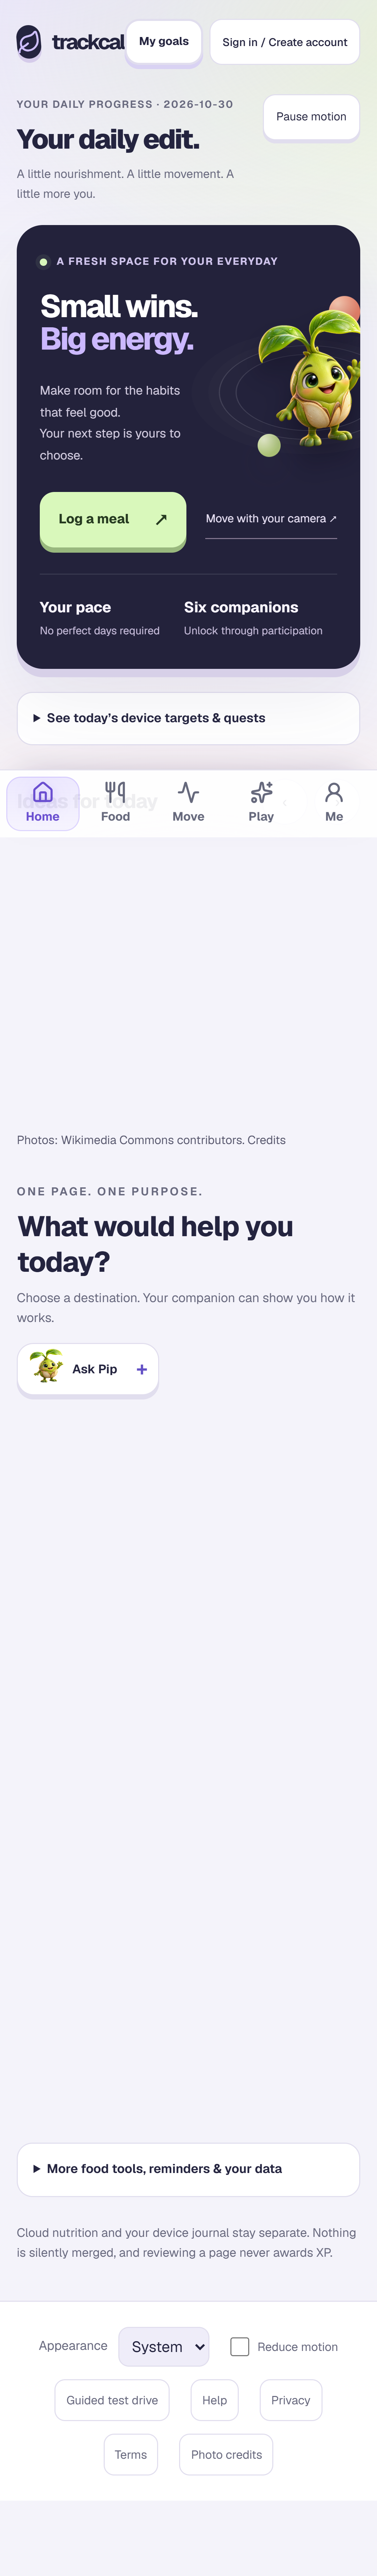 trackcal
My goals
Sign in / Create account
YOUR DAILY PROGRESS · 2026-10-30
Your daily edit.
A little nourishment. A little movement. A
little more you.
Pause motion
A FRESH SPACE FOR YOUR EVERYDAY
Small wins.
Big energy.
Make room for the habits
that feel good.
Your next step is yours to
choose.
Log a meal ↗
Move with your camera ↗
Your pace
No perfect days required
Six companions
Unlock through participation
▶ See today's device targets & quests
Ideas for today
Home
Food
Move
Play
Me
Photos: Wikimedia Commons contributors. Credits
ONE PAGE. ONE PURPOSE.
What would help you
today?
Choose a destination. Your companion can show you how it
works.
Ask Pip +
▶ More food tools, reminders & your data
Cloud nutrition and your device journal stay separate. Nothing
is silently merged, and reviewing a page never awards XP.
Appearance
System
Reduce motion
Guided test drive
Help
Privacy
Terms
Photo credits